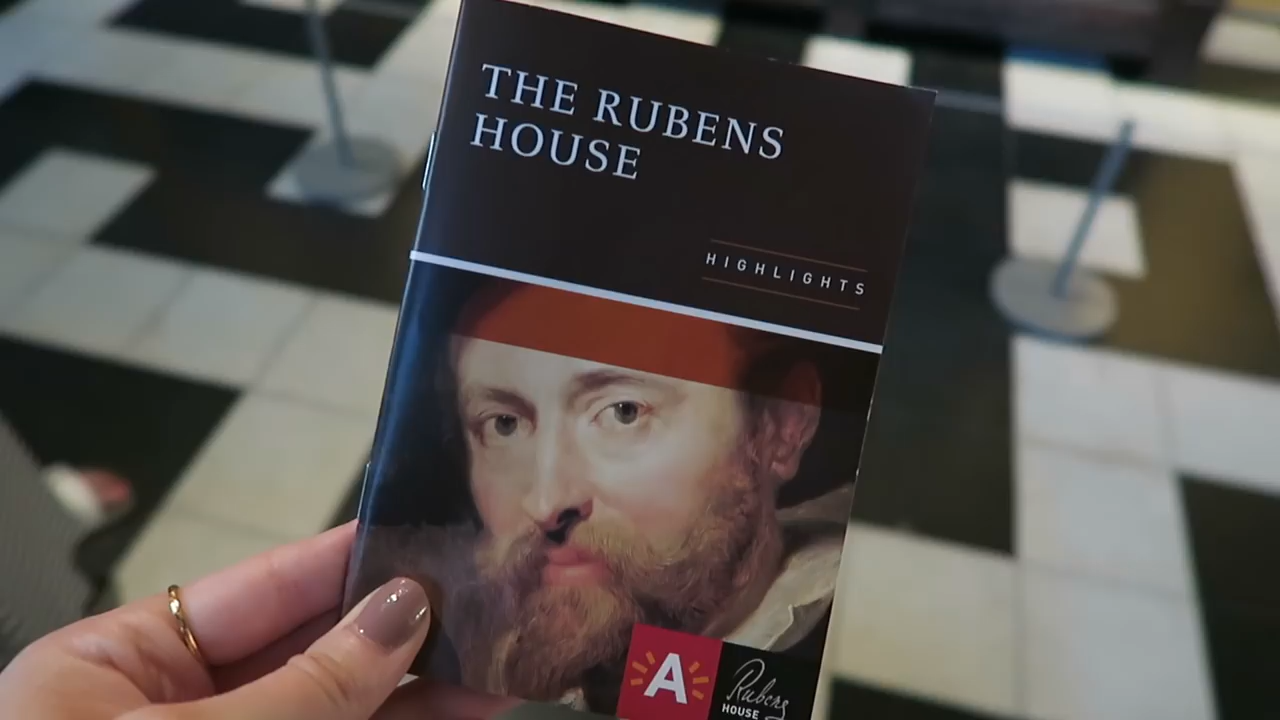 THE RUBENS
HOUSE
HIGHLIGHTS
A
Rubens
HOUSE